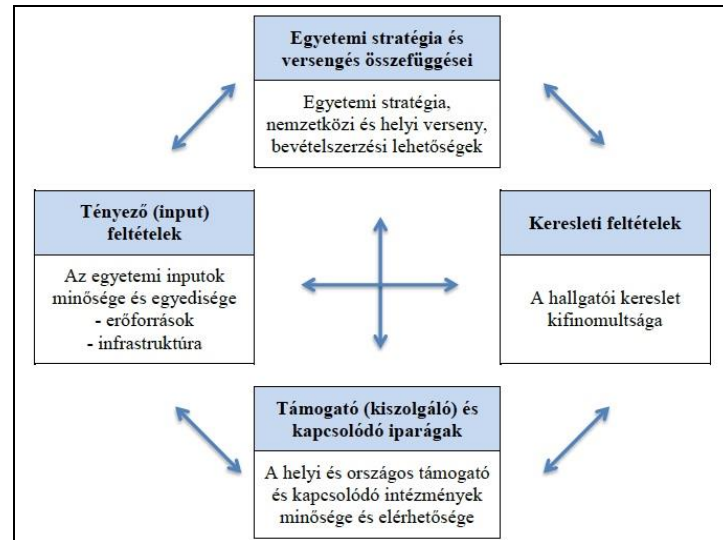 Egyetemi stratégia és
versengés összefüggései
Egyetemi stratégia,
nemzetközi és helyi verseny,
bevételszerzési lehetőségek
Tényező (input)
feltételek
Az egyetemi inputok
minősége és egyedisége
- erőforrások
- infrastruktúra
Keresleti feltételek
A hallgatói kereslet
kifinomultsága
Támogató (kiszolgáló) és
kapcsolódó iparágak
A helyi és országos támogató
és kapcsolódó intézmények
minősége és elérhetősége